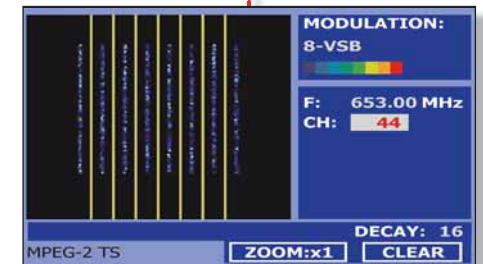 MODULATION:
8-VSB
F: 653.00 MHz
CH: 44
DECAY: 16
MPEG-2 TS ZOOM:x1 CLEAR